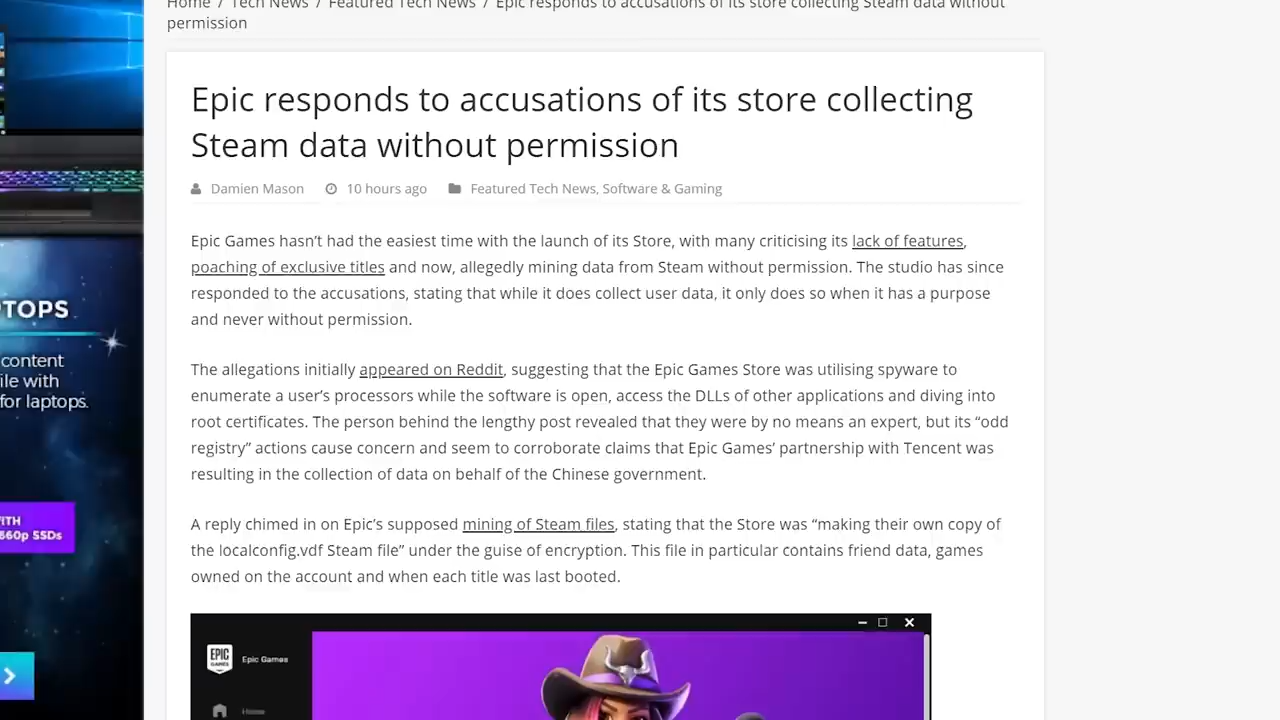 Home / Tech News / Featured Tech News / Epic responds to accusations of its store collecting Steam data without
permission
Epic responds to accusations of its store collecting
Steam data without permission
Damien Mason 10 hours ago Featured Tech News, Software & Gaming
Epic Games hasn’t had the easiest time with the launch of its Store, with many criticising its lack of features,
poaching of exclusive titles and now, allegedly mining data from Steam without permission. The studio has since
responded to the accusations, stating that while it does collect user data, it only does so when it has a purpose
and never without permission.
The allegations initially appeared on Reddit, suggesting that the Epic Games Store was utilising spyware to
enumerate a user’s processors while the software is open, access the DLLs of other applications and diving into
root certificates. The person behind the lengthy post revealed that they were by no means an expert, but its “odd
registry” actions cause concern and seem to corroborate claims that Epic Games’ partnership with Tencent was
resulting in the collection of data on behalf of the Chinese government.
A reply chimed in on Epic’s supposed mining of Steam files, stating that the Store was “making their own copy of
the localconfig.vdf Steam file” under the guise of encryption. This file in particular contains friend data, games
owned on the account and when each title was last booted.
TOPS
content
ile with
for laptops.
ITH
660p SSDs
EPIC
GAMES
Epic Games
Home